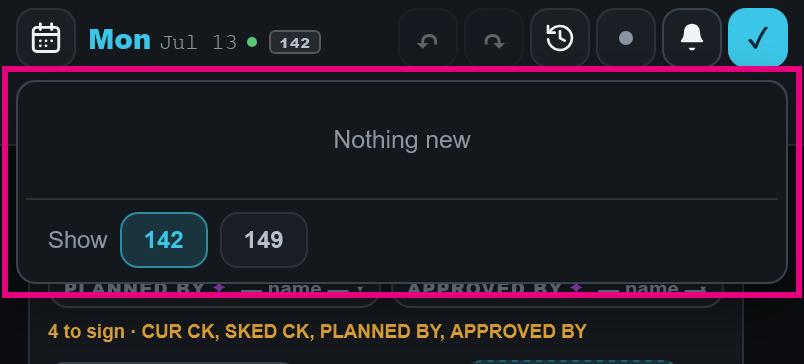 Mon Jul 13 142
Nothing new
Show 142 149
PLANNED BY — name — APPROVED BY — name —
4 to sign · CUR CK, SKED CK, PLANNED BY, APPROVED BY